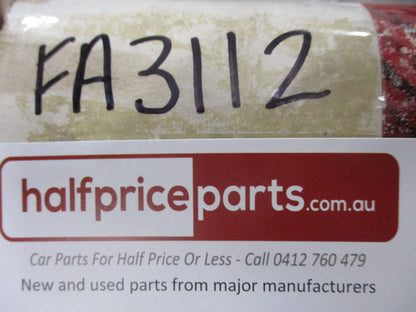 FA3112
halfpriceparts.com.au
Car Parts For Half Price Or Less - Call 0412 760 479
New and used parts from major manufacturers